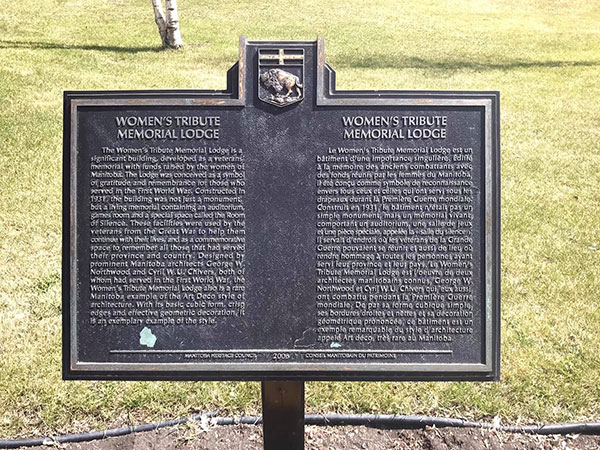 WOMEN'S TRIBUTE
MEMORIAL LODGE
The Women's Tribute Memorial Lodge is a
significant building, developed as a veterans'
memorial with funds raised by the women of
Manitoba. The Lodge was conceived as a symbol
of gratitude and remembrance for those who
served in the First World War. Constructed in
1931, the building was not just a monument
but a living memorial containing an auditorium,
games room and a special space called the Room
of Silence. These facilities were used by the
veterans from the Great War to help them
continue with their lives, and as a commemorative
space to remember all those that had served
their province and country. Designed by
prominent Manitoba architects George W.
Northwood and Cyril W.U. Chivers, both of
whom had served in the First World War, the
Women's Tribute Memorial Lodge also is a rare
Manitoba example of the Art Deco style of
architecture. With its basic cubic form, crisp
edges and effective geometric decoration, it
is an exemplary example of the style.
WOMEN'S TRIBUTE
MEMORIAL LODGE
Le Women's Tribute Memorial Lodge est un
bâtiment d'une importance singulière, édifié
à la mémoire des anciens combattants avec
des fonds réunis par les femmes du Manitoba.
Il a été conçu comme symbole de reconnaissance
envers tous ceux et celles qui ont servi sous les
drapeaux durant la Première Guerre mondiale.
Construit en 1931, le bâtiment n'était pas un
simple monument, mais un mémorial vivant,
comportant un auditorium, une salle de jeux
et une pièce spéciale, appelée la « salle du silence ».
Il servait d'endroit où les vétérans de la Grande
Guerre pouvaient se réunir et aussi de lieu où
rendre hommage à toutes les personnes ayant
servi leur province et leur pays. Le Women's
Tribute Memorial Lodge est l'œuvre de deux
architectes manitobains connus, George W.
Northwood et Cyril W.U. Chivers qui, eux aussi,
ont combattu pendant la Première Guerre
mondiale. De par sa forme cubique simple,
ses bordures droites et nettes et sa décoration
géométrique prononcée, ce bâtiment est un
exemple remarquable du style d'architecture
appelé Art déco, très rare au Manitoba.
MANITOBA HERITAGE COUNCIL 2006 CONSEIL MANITOBAIN DU PATRIMOINE